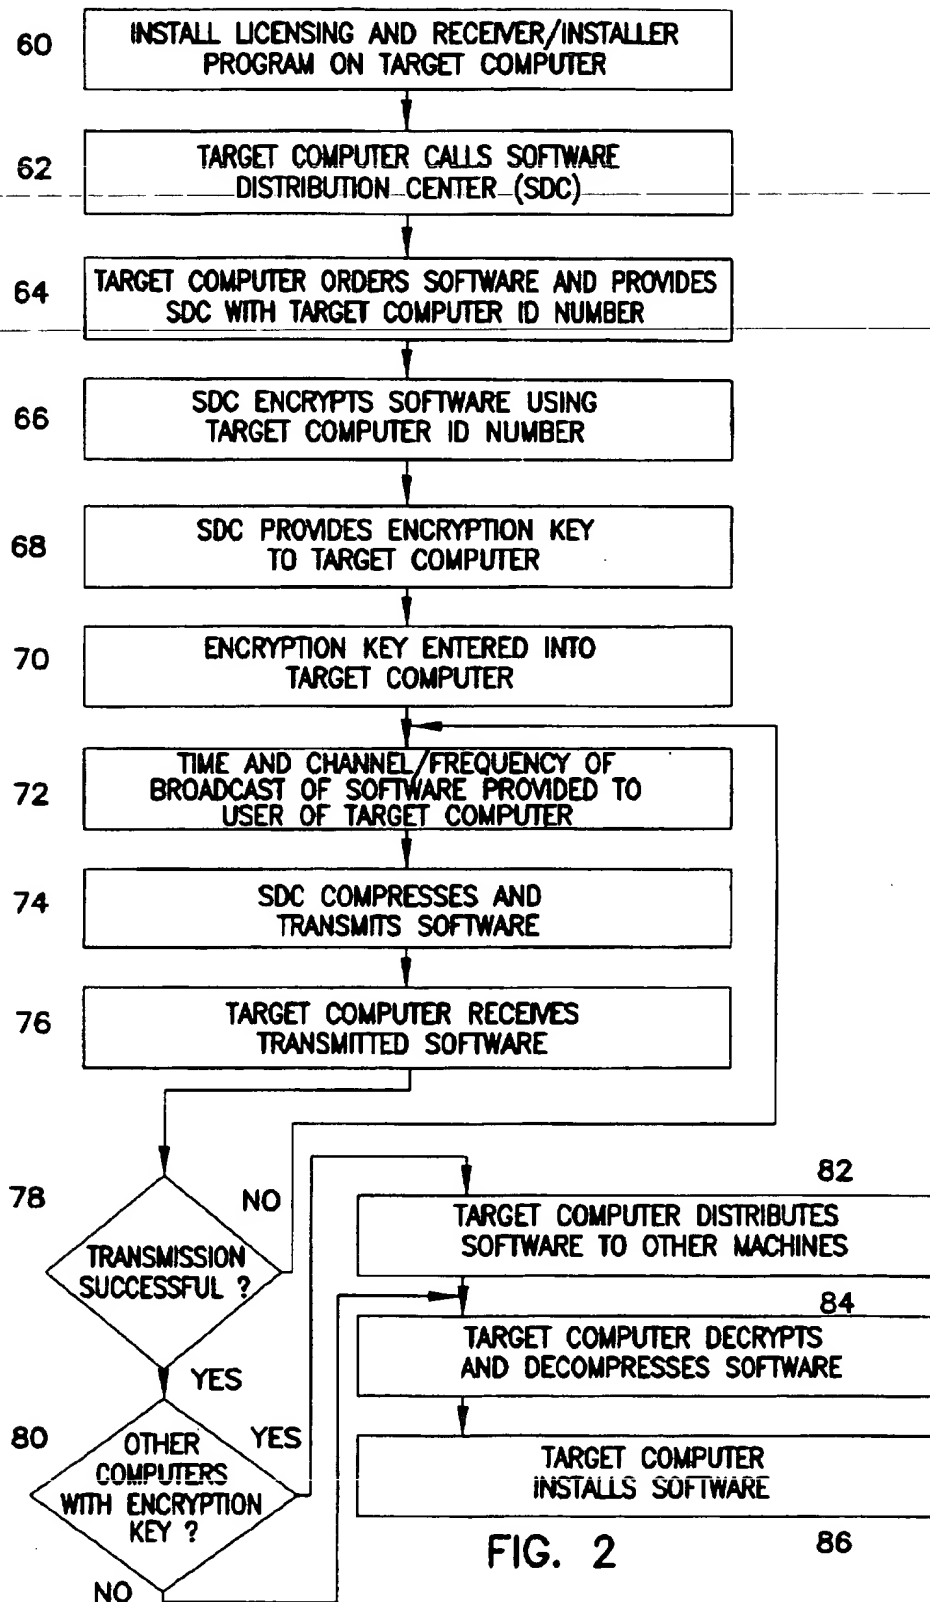 60
INSTALL LICENSING AND RECEIVER/INSTALLER
PROGRAM ON TARGET COMPUTER
62
TARGET COMPUTER CALLS SOFTWARE
DISTRIBUTION CENTER (SDC)
64
TARGET COMPUTER ORDERS SOFTWARE AND PROVIDES
SDC WITH TARGET COMPUTER ID NUMBER
66
SDC ENCRYPTS SOFTWARE USING
TARGET COMPUTER ID NUMBER
68
SDC PROVIDES ENCRYPTION KEY
TO TARGET COMPUTER
70
ENCRYPTION KEY ENTERED INTO
TARGET COMPUTER
72
TIME AND CHANNEL/FREQUENCY OF
BROADCAST OF SOFTWARE PROVIDED TO
USER OF TARGET COMPUTER
74
SDC COMPRESSES AND
TRANSMITS SOFTWARE
76
TARGET COMPUTER RECEIVES
TRANSMITTED SOFTWARE
78
TRANSMISSION
SUCCESSFUL ?
NO
YES
80
OTHER
COMPUTERS
WITH ENCRYPTION
KEY ?
YES
NO
82
TARGET COMPUTER DISTRIBUTES
SOFTWARE TO OTHER MACHINES
84
TARGET COMPUTER DECRYPTS
AND DECOMPRESSES SOFTWARE
TARGET COMPUTER
INSTALLS SOFTWARE
86
FIG. 2